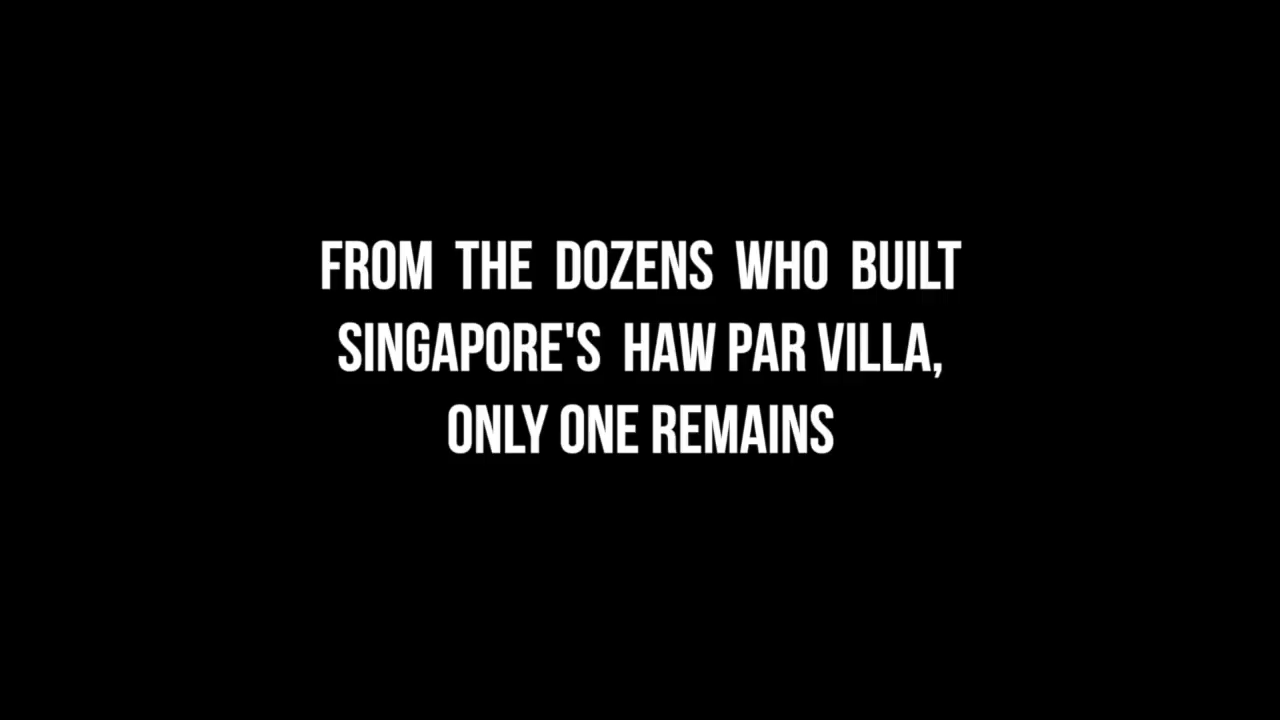 FROM THE DOZENS WHO BUILT
SINGAPORE'S HAW PAR VILLA,
ONLY ONE REMAINS